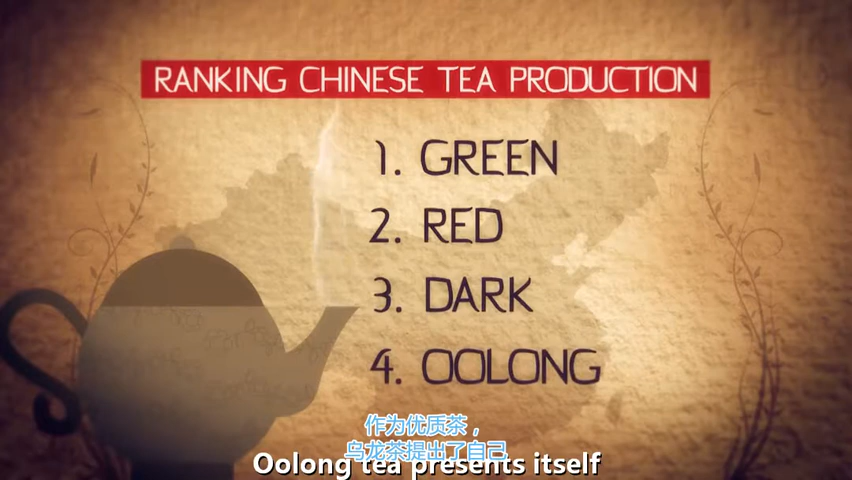 RANKING CHINESE TEA PRODUCTION
1. GREEN
2. RED
3. DARK
4. OOLONG
作为优质茶，
乌龙茶提出了自己
Oolong tea presents itself